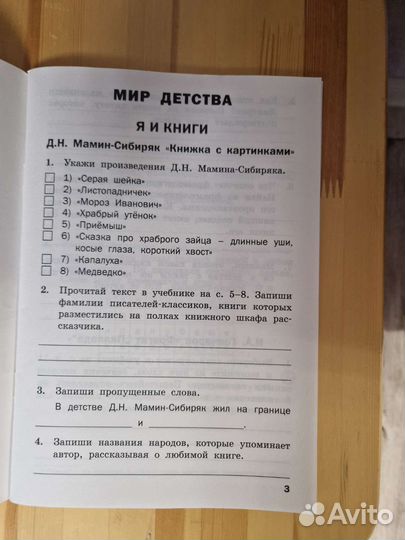 МИР ДЕТСТВА
Я И КНИГИ
Д.Н. Мамин-Сибиряк «Книжка с картинками»
1. Укажи произведения Д.Н. Мамина-Сибиряка.
1) «Серая шейка»
2) «Листопадничек»
3) «Мороз Иванович»
4) «Храбрый утёнок»
5) «Приёмыш»
6) «Сказка про храброго зайца – длинные уши,
косые глаза, короткий хвост»
7) «Капалуха»
8) «Медведко»
2. Прочитай текст в учебнике на с. 5–8. Запиши
фамилии писателей-классиков, книги которых
разместились на полках книжного шкафа рас-
сказчика.
3. Запиши пропущенные слова.
В детстве Д.Н. Мамин-Сибиряк жил на границе
и .
4. Запиши названия народов, которые упоминает
автор, рассказывая о любимой книге.
3
Avito